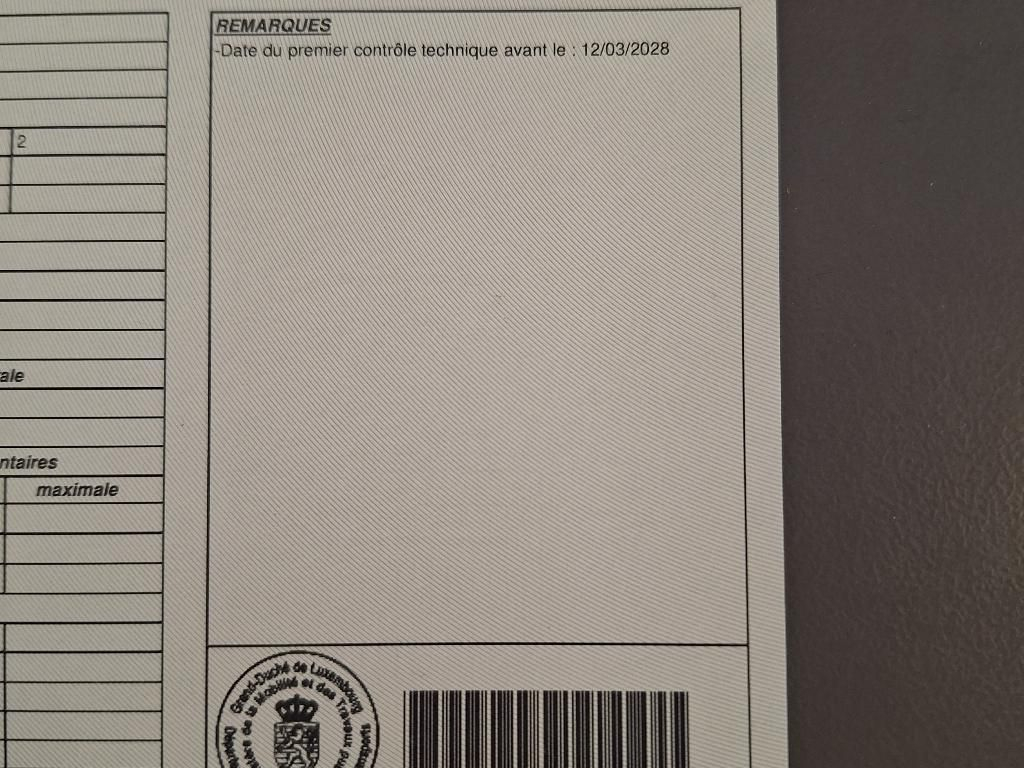 REMARQUES
-Date du premier contrôle technique avant le : 12/03/2028
2
ale
ntaires
maximale
Grand-Duché de Luxembourg
de la Mobilité et des Travaux